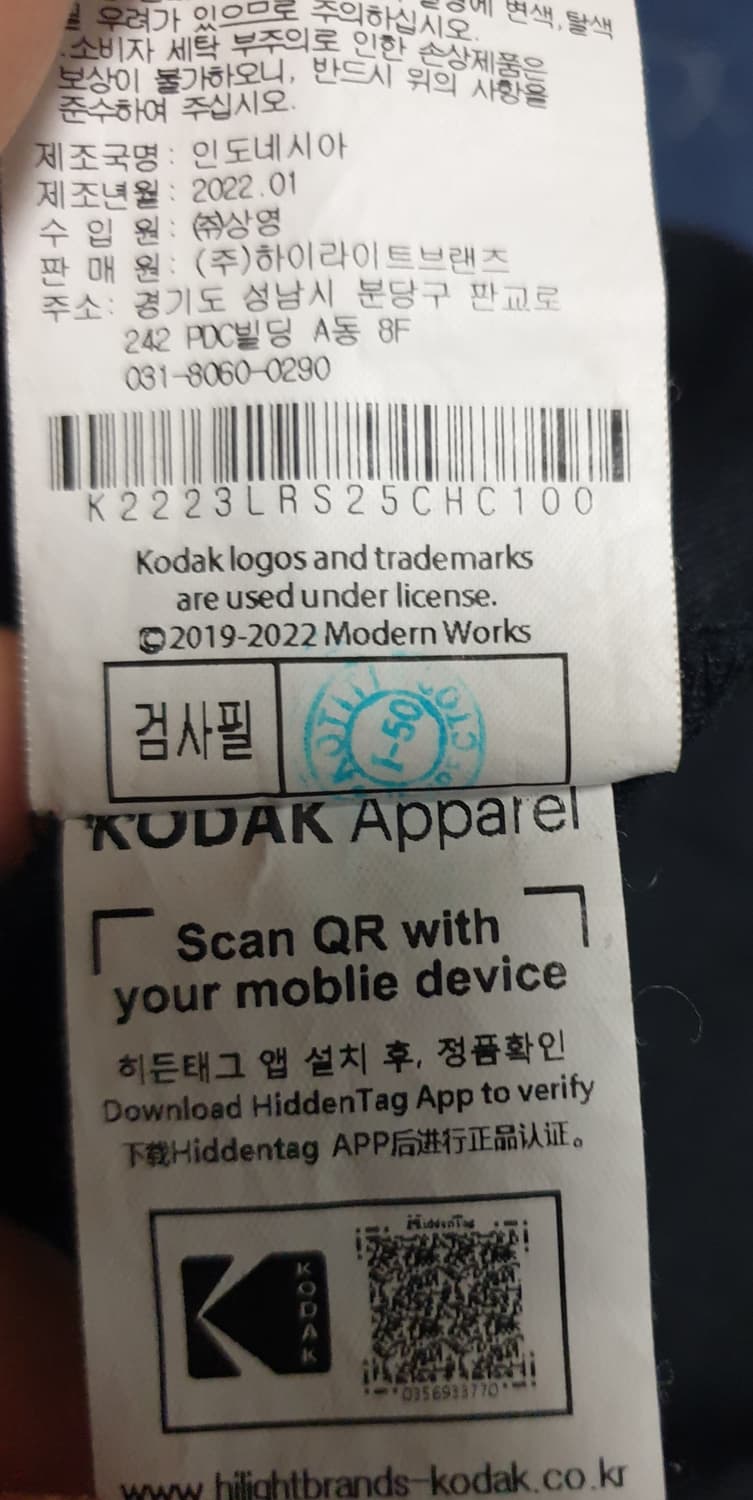 우려가 있으므로 주의하십시오.
변색,탈색
.소비자 세탁 부주의로 인한 손상제품은
보상이 불가하오니, 반드시 위의 사항을
준수하여 주십시오.
제조국명 : 인도네시아
제조년월 : 2022.01
수 입 원 : ㈜상영
판 매 원 : (주)하이라이트브랜즈
주소: 경기도 성남시 분당구 판교로
242 PDC빌딩 A동 8F
031-8060-0290
K2223LRS25CHC100
Kodak logos and trademarks
are used under license.
©2019-2022 Modern Works
검사필
1-50
KODAK Apparel
Scan QR with
your moblie device
히든태그 앱 설치 후, 정품확인
Download HiddenTag App to verify
下载Hiddentag APP后进行正品认证。
HiddenTag
KODAK
0356933770
www.hilightbrands-kodak.co.kr